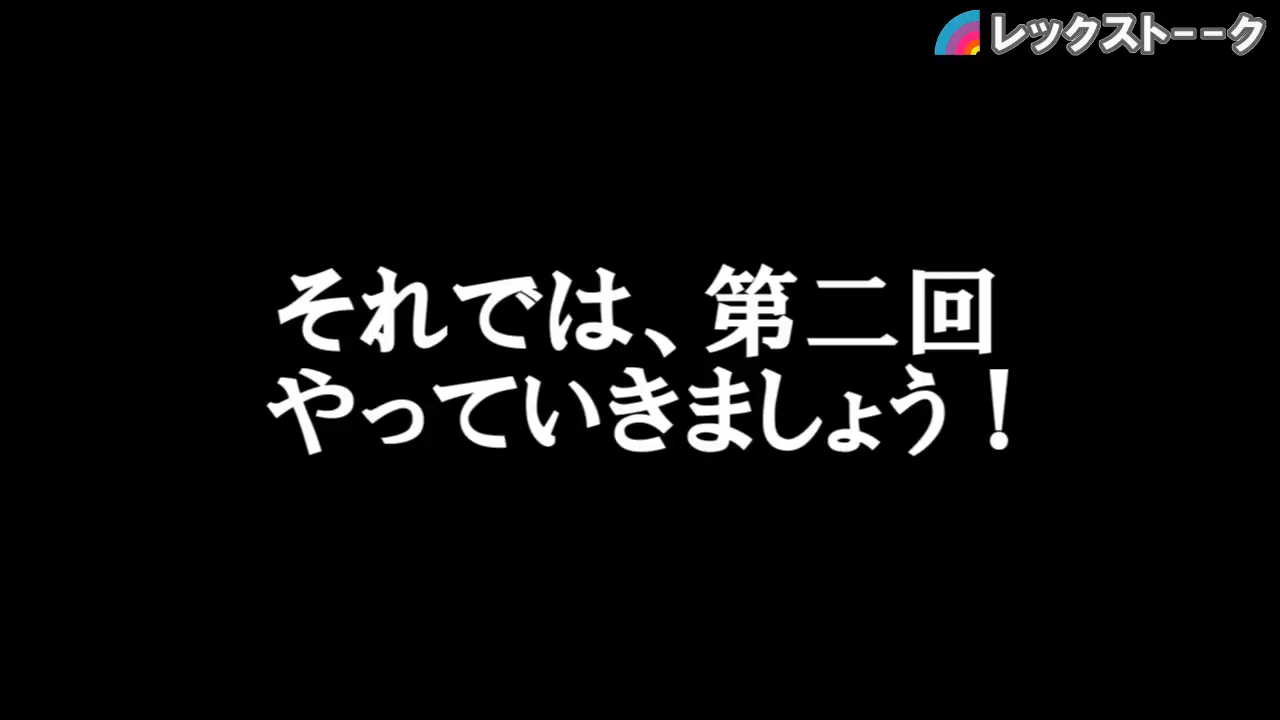 レックストーーク
それでは、第二回
やっていきましょう！